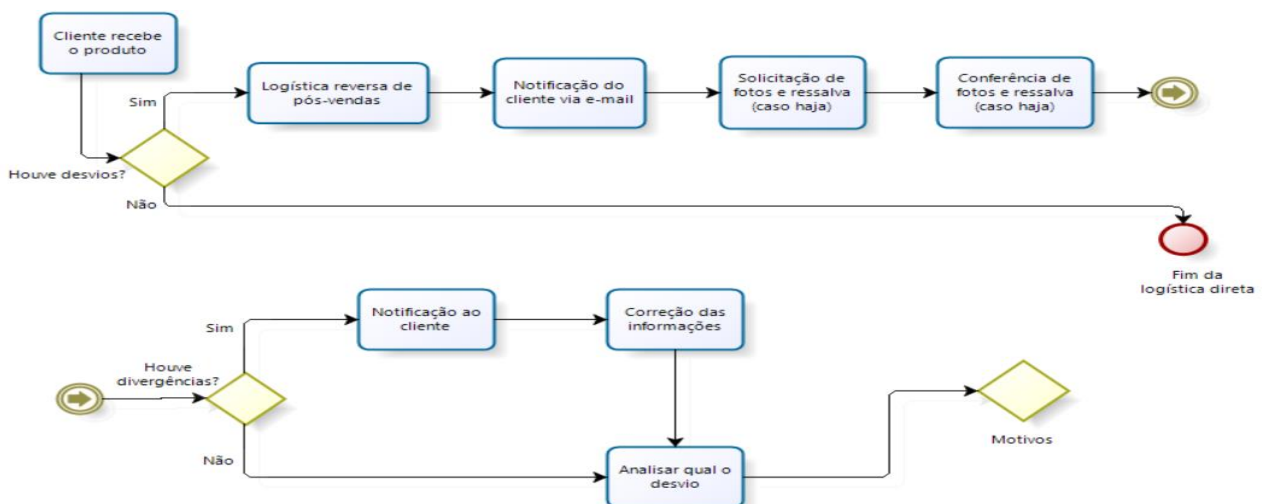 Cliente recebe
o produto
Sim
Logística reversa de
pós-vendas
Notificação do
cliente via e-mail
Solicitação de
fotos e ressalva
(caso haja)
Conferência de
fotos e ressalva
(caso haja)
Houve desvios?
Não
Fim da
logística direta
Houve
divergências?
Sim
Notificação ao
cliente
Correção das
informações
Não
Analisar qual o
desvio
Motivos